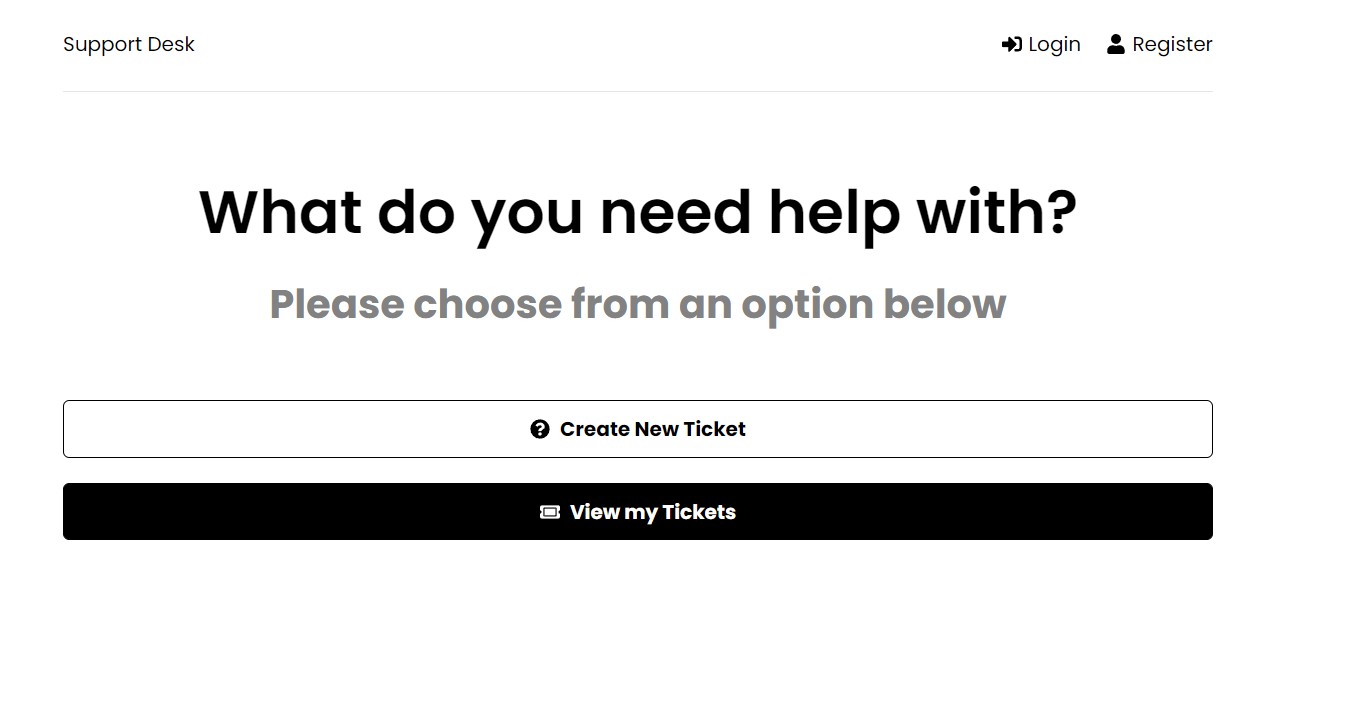 Support Desk
Login
Register
What do you need help with?
Please choose from an option below
Create New Ticket
View my Tickets